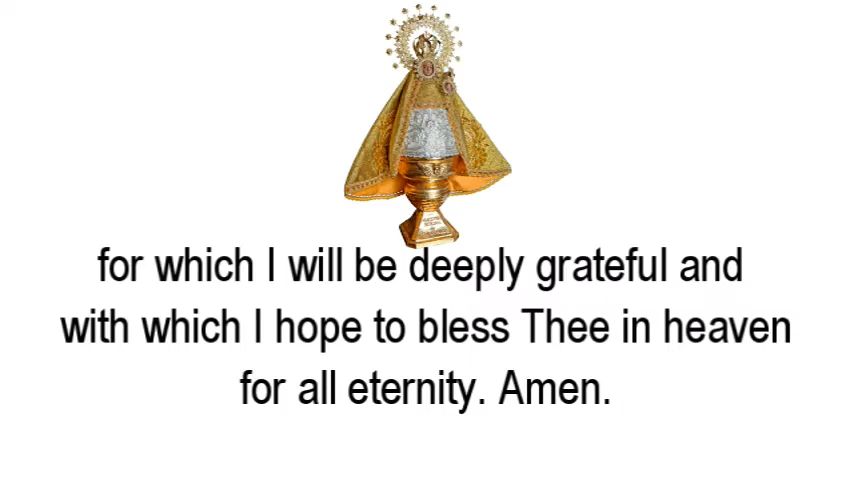 for which I will be deeply grateful and
with which I hope to bless Thee in heaven
for all eternity. Amen.